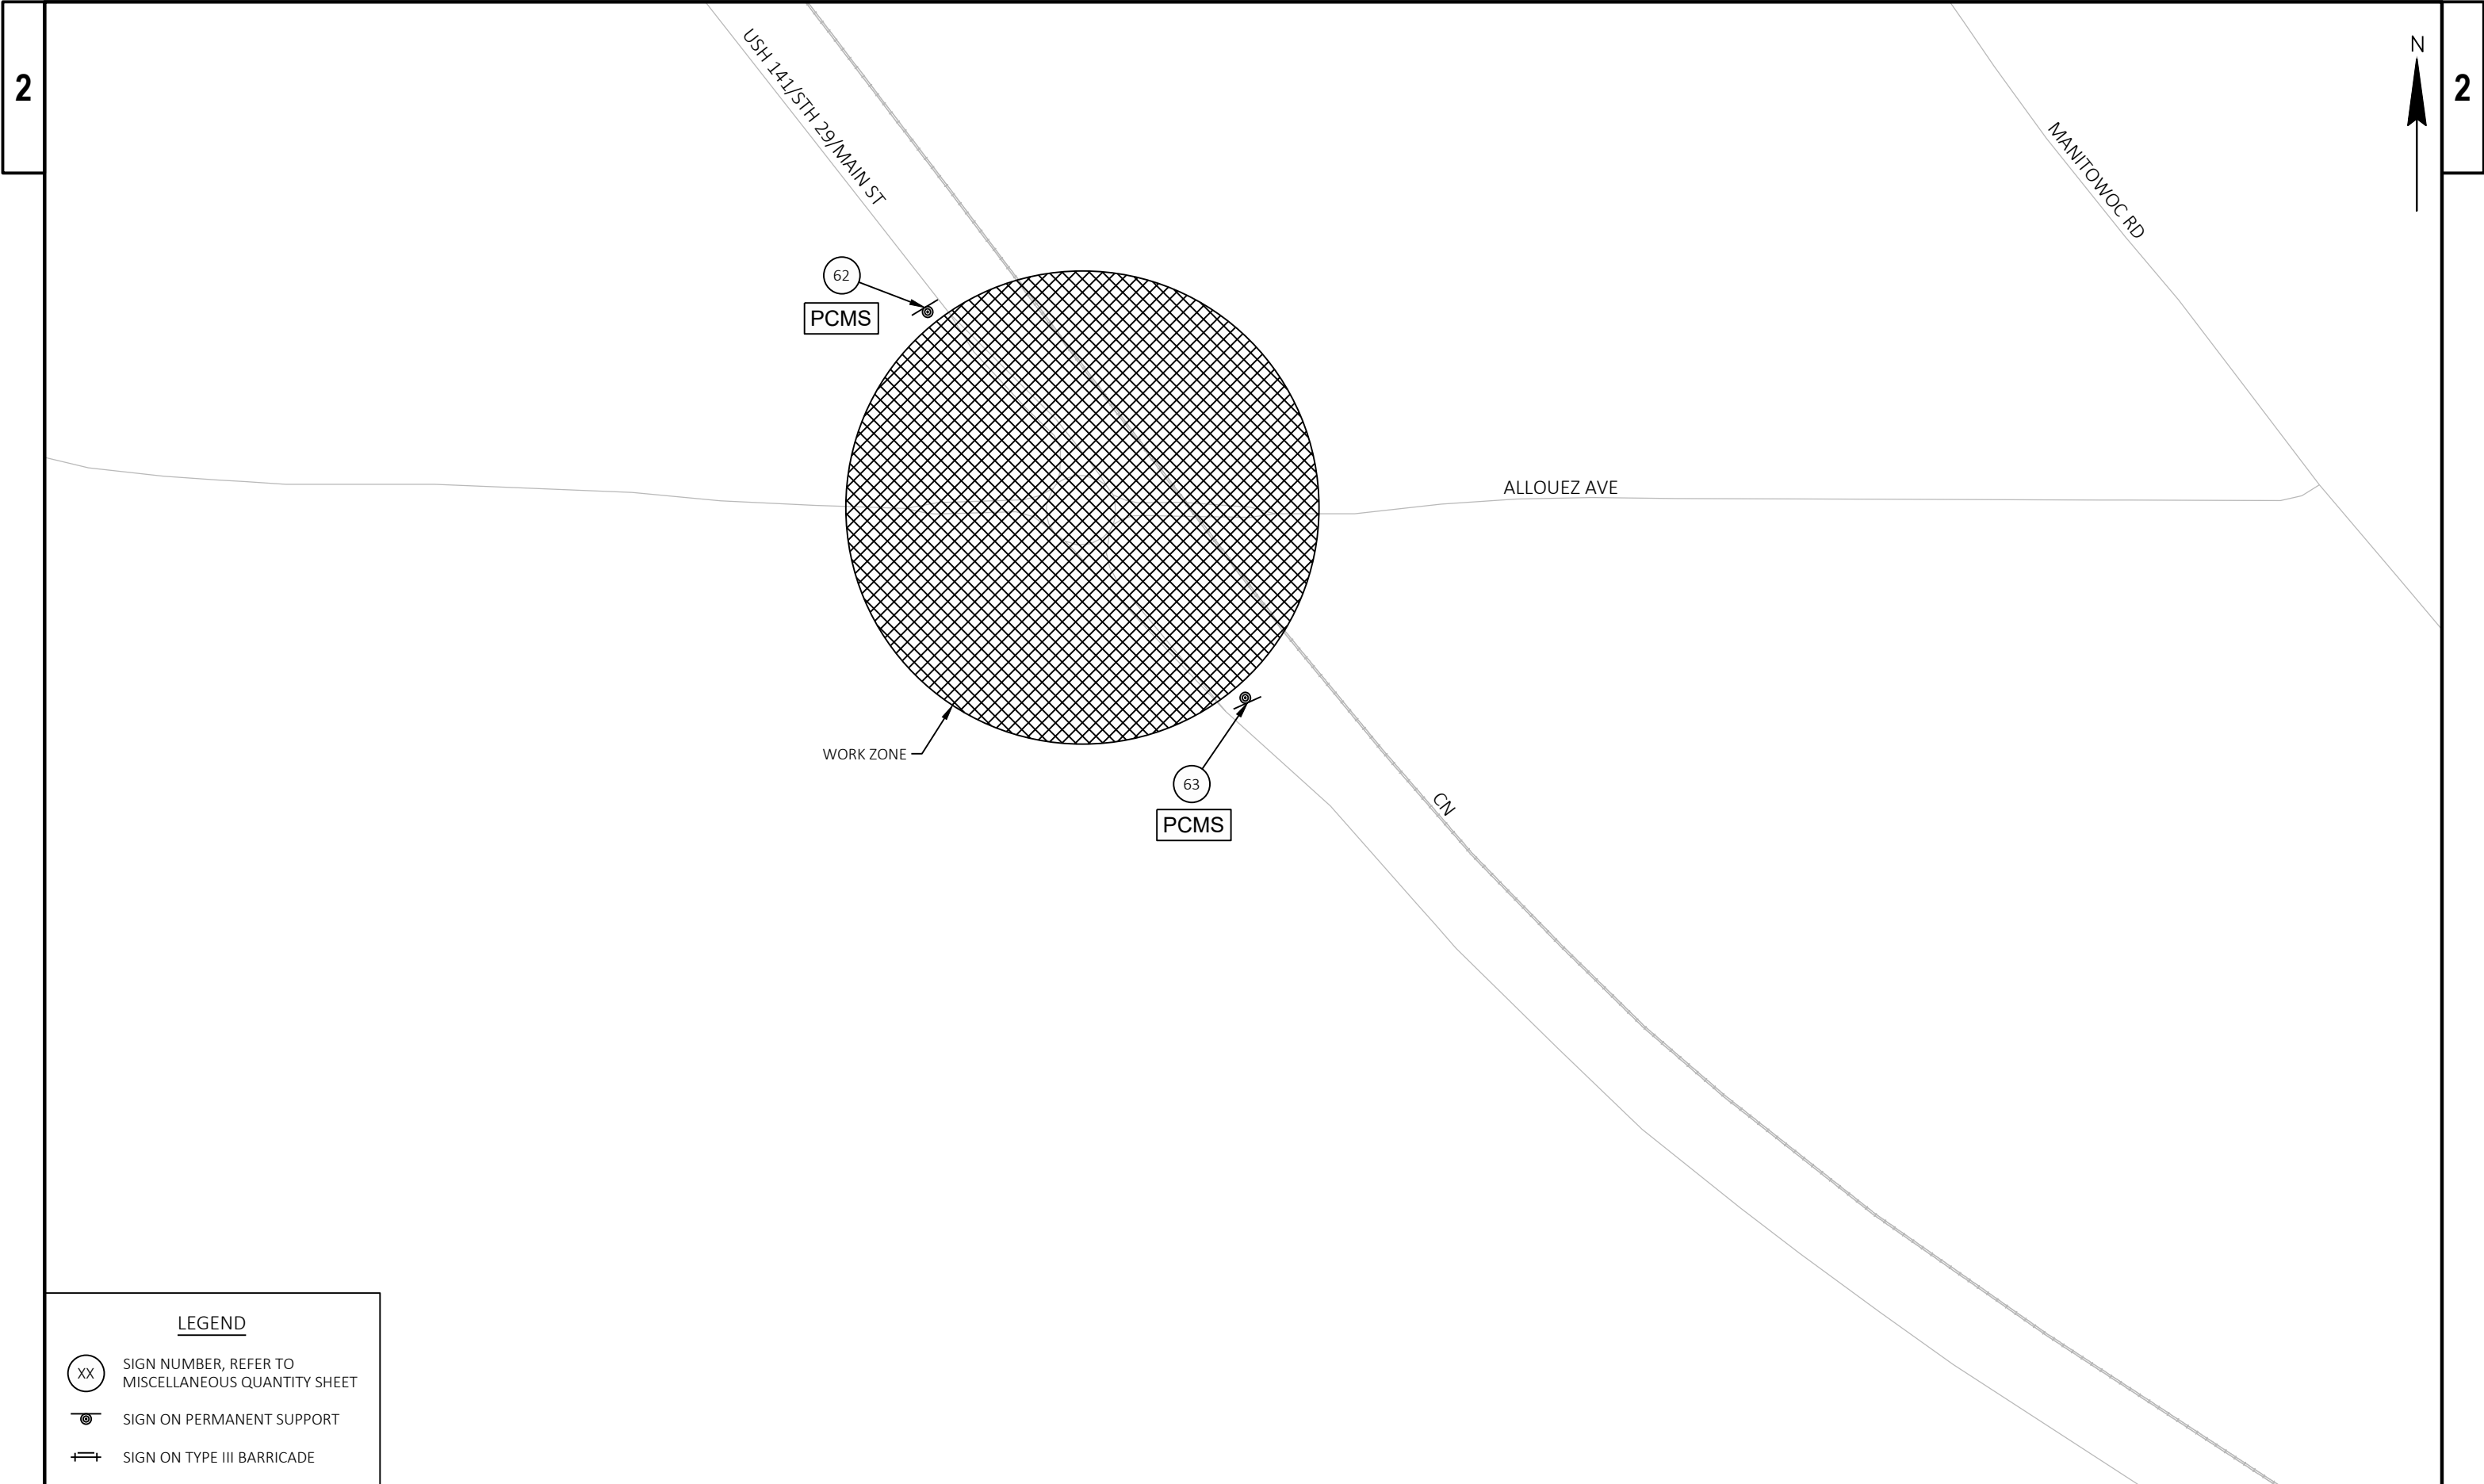 2
2
N
USH 141/STH 29/MAIN ST
MANITOWOC RD
62
PCMS
ALLOUEZ AVE
WORK ZONE
63
PCMS
CN
LEGEND
XX
SIGN NUMBER, REFER TO
MISCELLANEOUS QUANTITY SHEET
SIGN ON PERMANENT SUPPORT
SIGN ON TYPE III BARRICADE